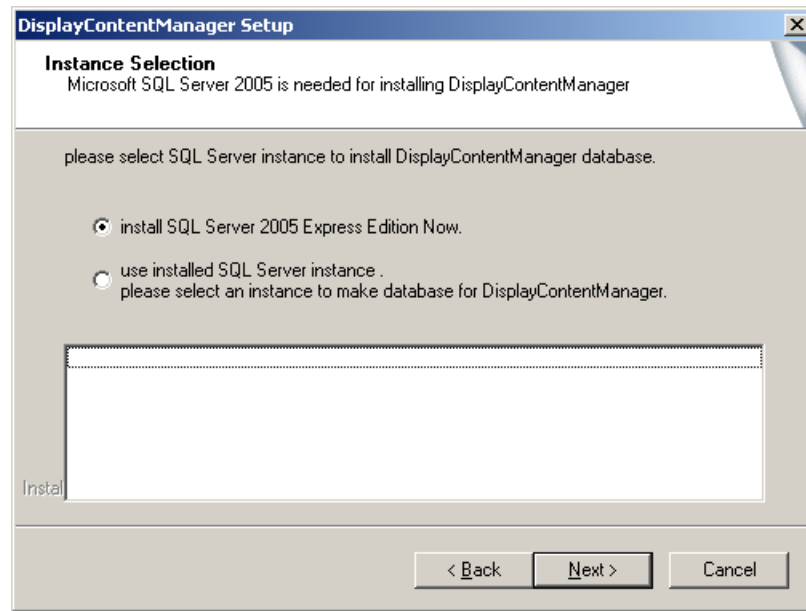 DisplayContentManager Setup
Instance Selection
Microsoft SQL Server 2005 is needed for installing DisplayContentManager
please select SQL Server instance to install DisplayContentManager database.
install SQL Server 2005 Express Edition Now.
use installed SQL Server instance .
please select an instance to make database for DisplayContentManager.
Instal
< Back
Next >
Cancel